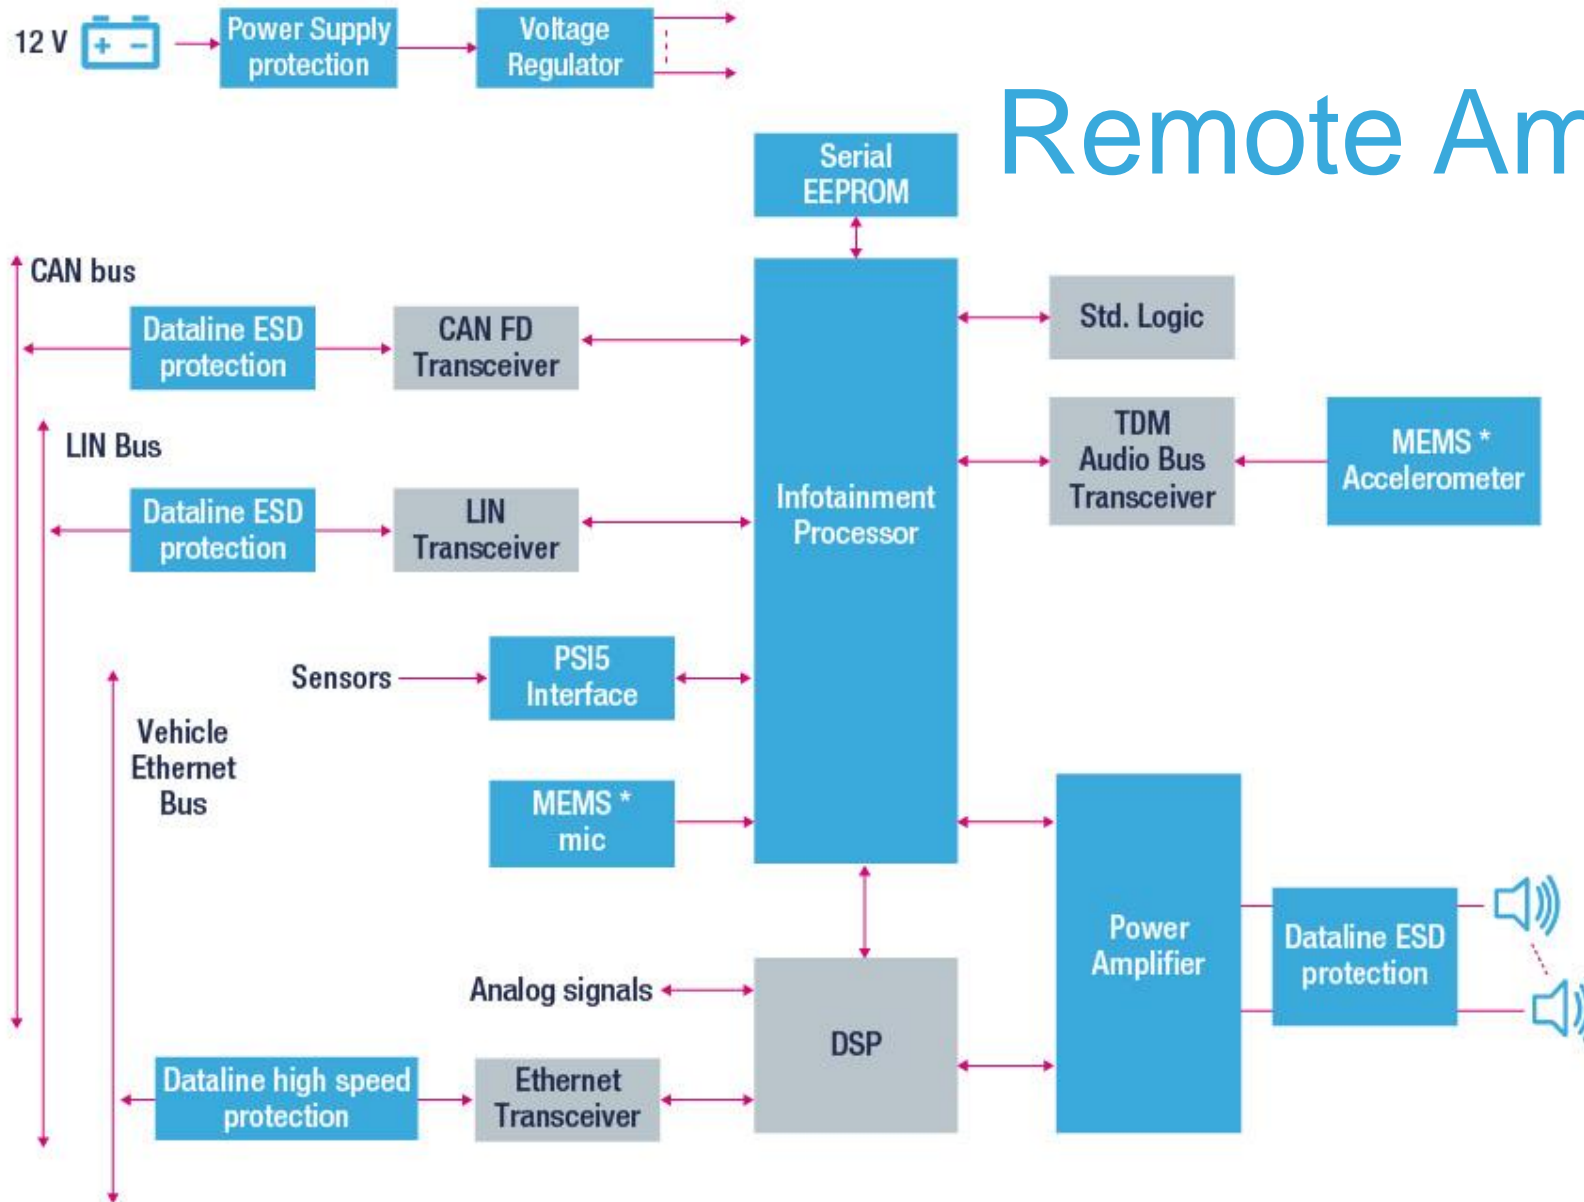 12 V
+ −
Power Supply
protection
Voltage
Regulator
Remote Am
Serial
EEPROM
CAN bus
Dataline ESD
protection
CAN FD
Transceiver
Std. Logic
LIN Bus
Dataline ESD
protection
LIN
Transceiver
Infotainment
Processor
TDM
Audio Bus
Transceiver
MEMS *
Accelerometer
Sensors
PSI5
Interface
Vehicle
Ethernet
Bus
MEMS *
mic
Power
Amplifier
Dataline ESD
protection
Analog signals
DSP
Dataline high speed
protection
Ethernet
Transceiver